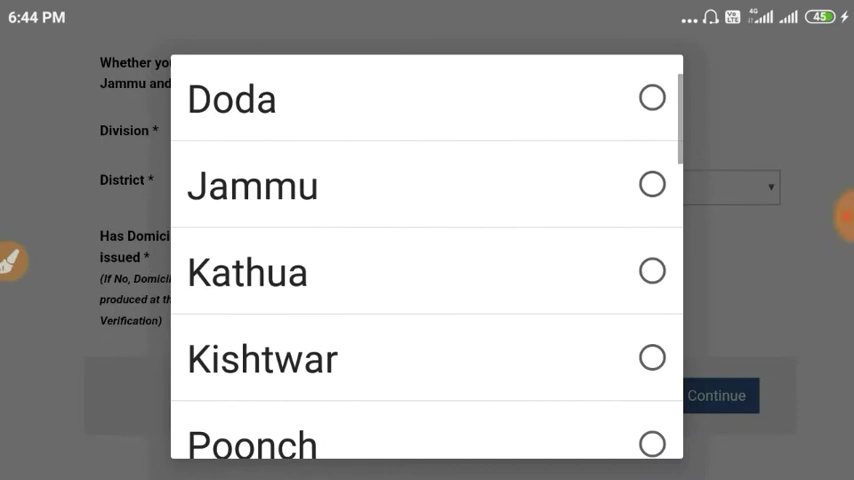 6:44 PM
45
Whether yo
Jammu and
Division *
District *
Has Domici
issued *
(If No, Domicil
produced at th
Verification)
Doda
Jammu
Kathua
Kishtwar
Poonch
Continue